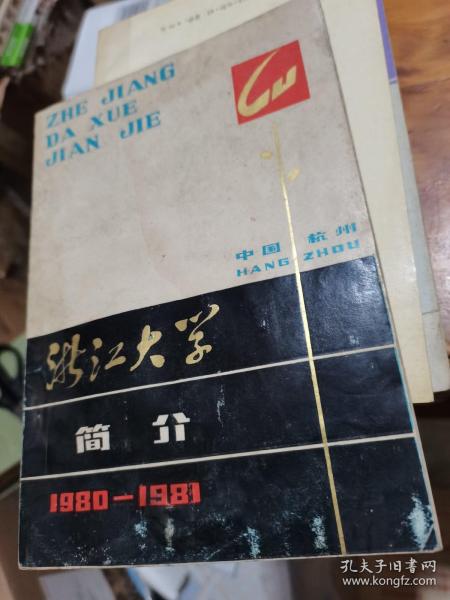 ZHE JIANG
DA XUE
JIAN JIE
中国 杭州
HANG ZHOU
浙江大学
简介
1980—1981
孔夫子旧书网
www.kongfz.com